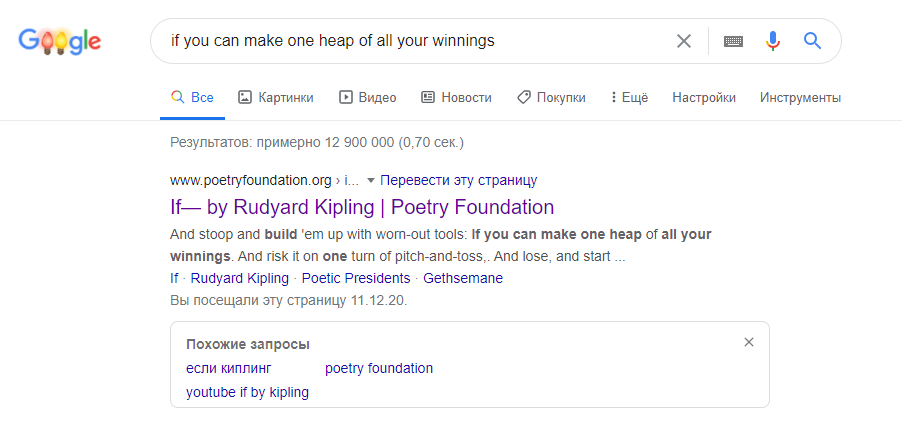 Google
if you can make one heap of all your winnings
Все Картинки Видео Новости Покупки Ещё Настройки Инструменты
Результатов: примерно 12 900 000 (0,70 сек.)
www.poetryfoundation.org › i... Перевести эту страницу
If— by Rudyard Kipling | Poetry Foundation
And stoop and build 'em up with worn-out tools: If you can make one heap of all your
winnings. And risk it on one turn of pitch-and-toss,. And lose, and start ...
If · Rudyard Kipling · Poetic Presidents · Gethsemane
Вы посещали эту страницу 11.12.20.
Похожие запросы
если киплинг poetry foundation
youtube if by kipling